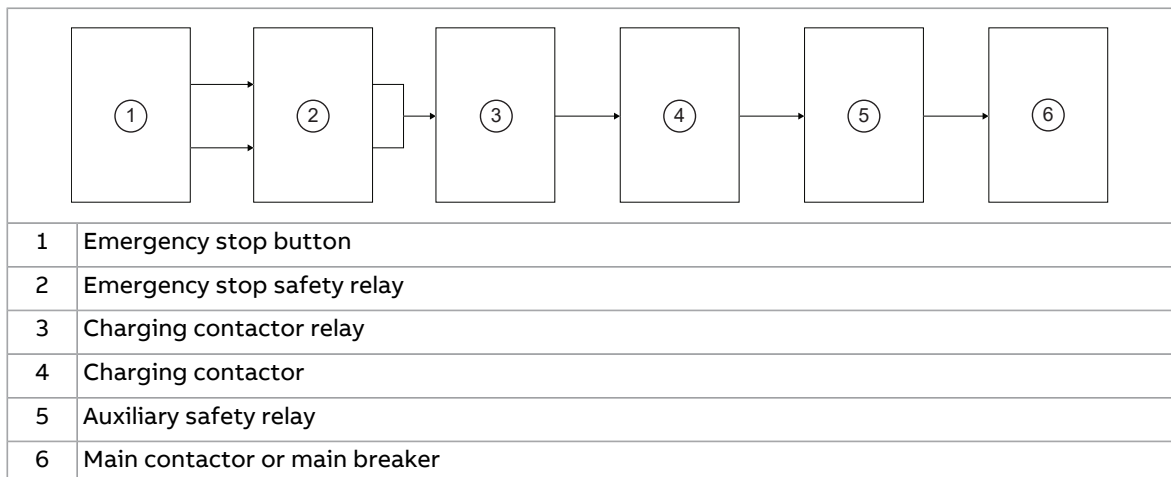 1 2 3 4 5 6
1 Emergency stop button
2 Emergency stop safety relay
3 Charging contactor relay
4 Charging contactor
5 Auxiliary safety relay
6 Main contactor or main breaker